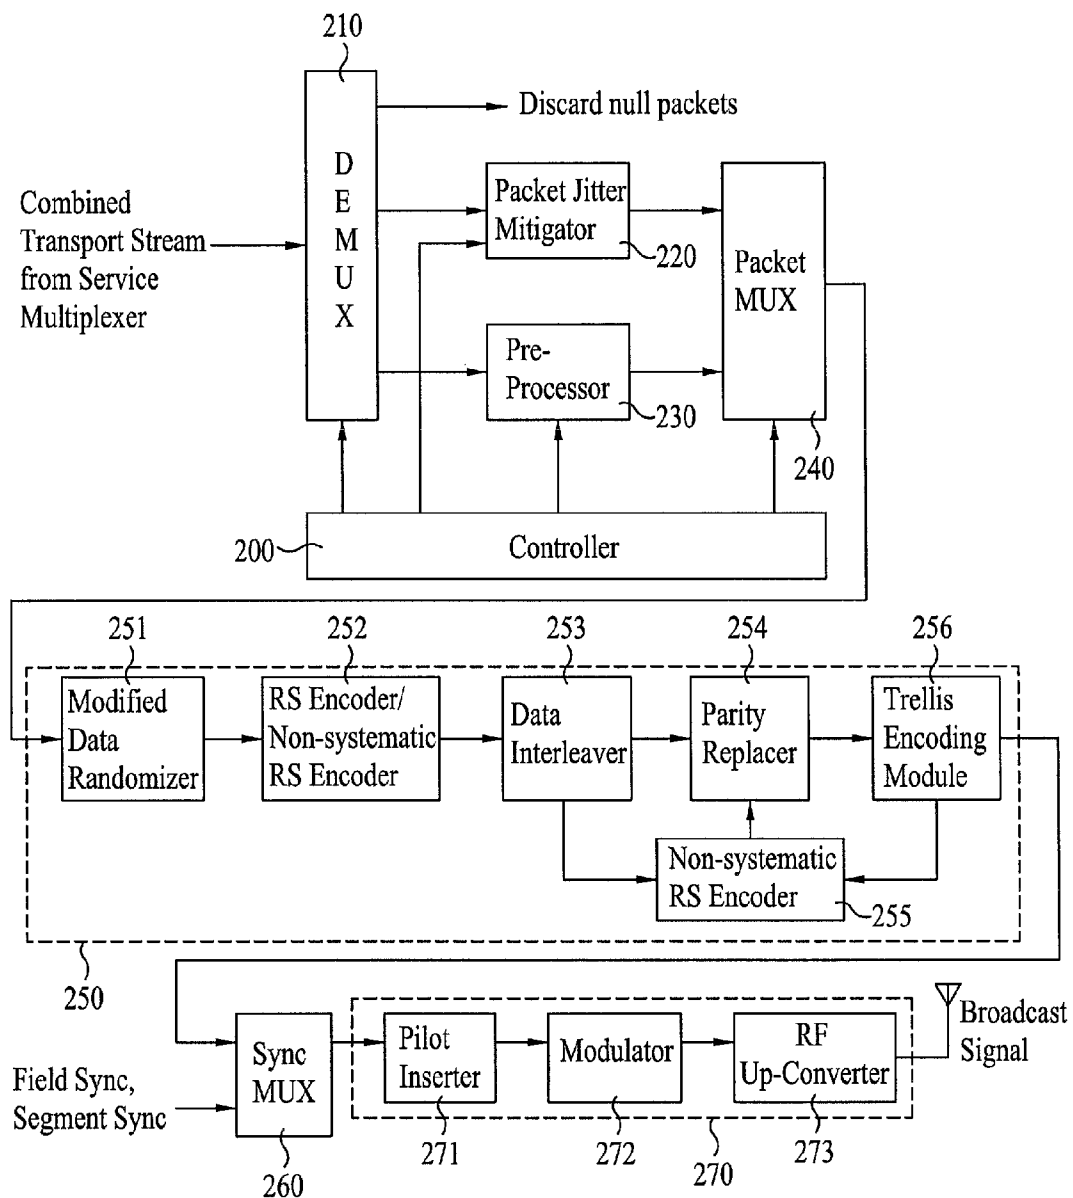 210
Discard null packets
D
E
M
U
X
Combined
Transport Stream
from Service
Multiplexer
Packet Jitter
Mitigator
220
Packet
MUX
Pre-
Processor
230
240
200
Controller
251
252
253
254
256
Modified
Data
Randomizer
RS Encoder/
Non-systematic
RS Encoder
Data
Interleaver
Parity
Replacer
Trellis
Encoding
Module
Non-systematic
RS Encoder
255
250
Sync
MUX
Field Sync,
Segment Sync
260
Pilot
Inserter
271
Modulator
272
RF
Up-Converter
273
270
Broadcast
Signal